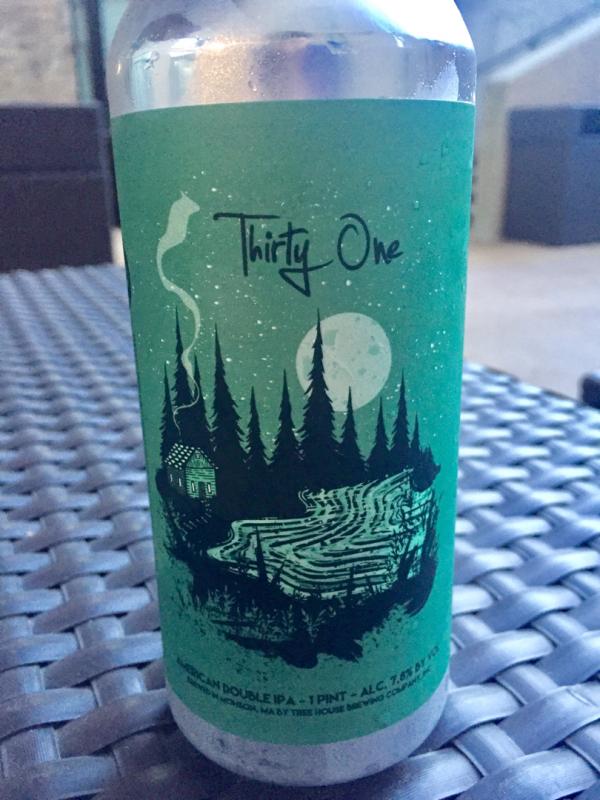 Thirty One
AMERICAN DOUBLE IPA - 1 PINT - ALC. 7.8% BY VOL
BREWED IN MONSON, MA BY TREE HOUSE BREWING COMPANY, INC.